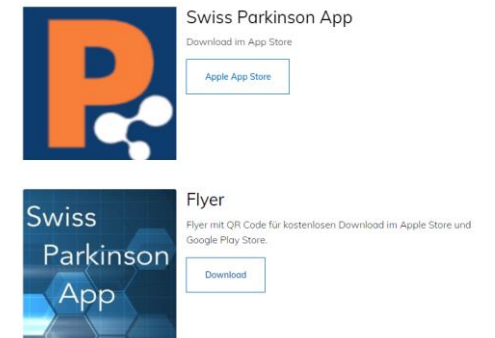 P
Swiss Parkinson App
Download im App Store
Apple App Store
Swiss
Parkinson
App
Flyer
Flyer mit QR Code für kostenlosen Download im Apple Store und
Google Play Store.
Download